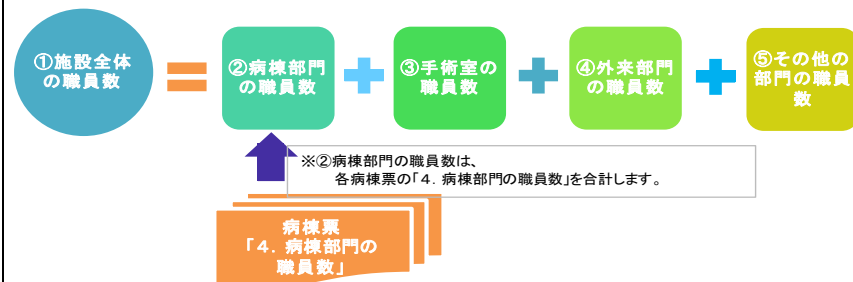 ①施設全体
の職員数
②病棟部門
の職員数
③手術室の
職員数
④外来部門
の職員数
⑤その他の
部門の職員
数
※②病棟部門の職員数は、
各病棟票の「４．病棟部門の職員数」を合計します。
病棟票
「４．病棟部門の
職員数」